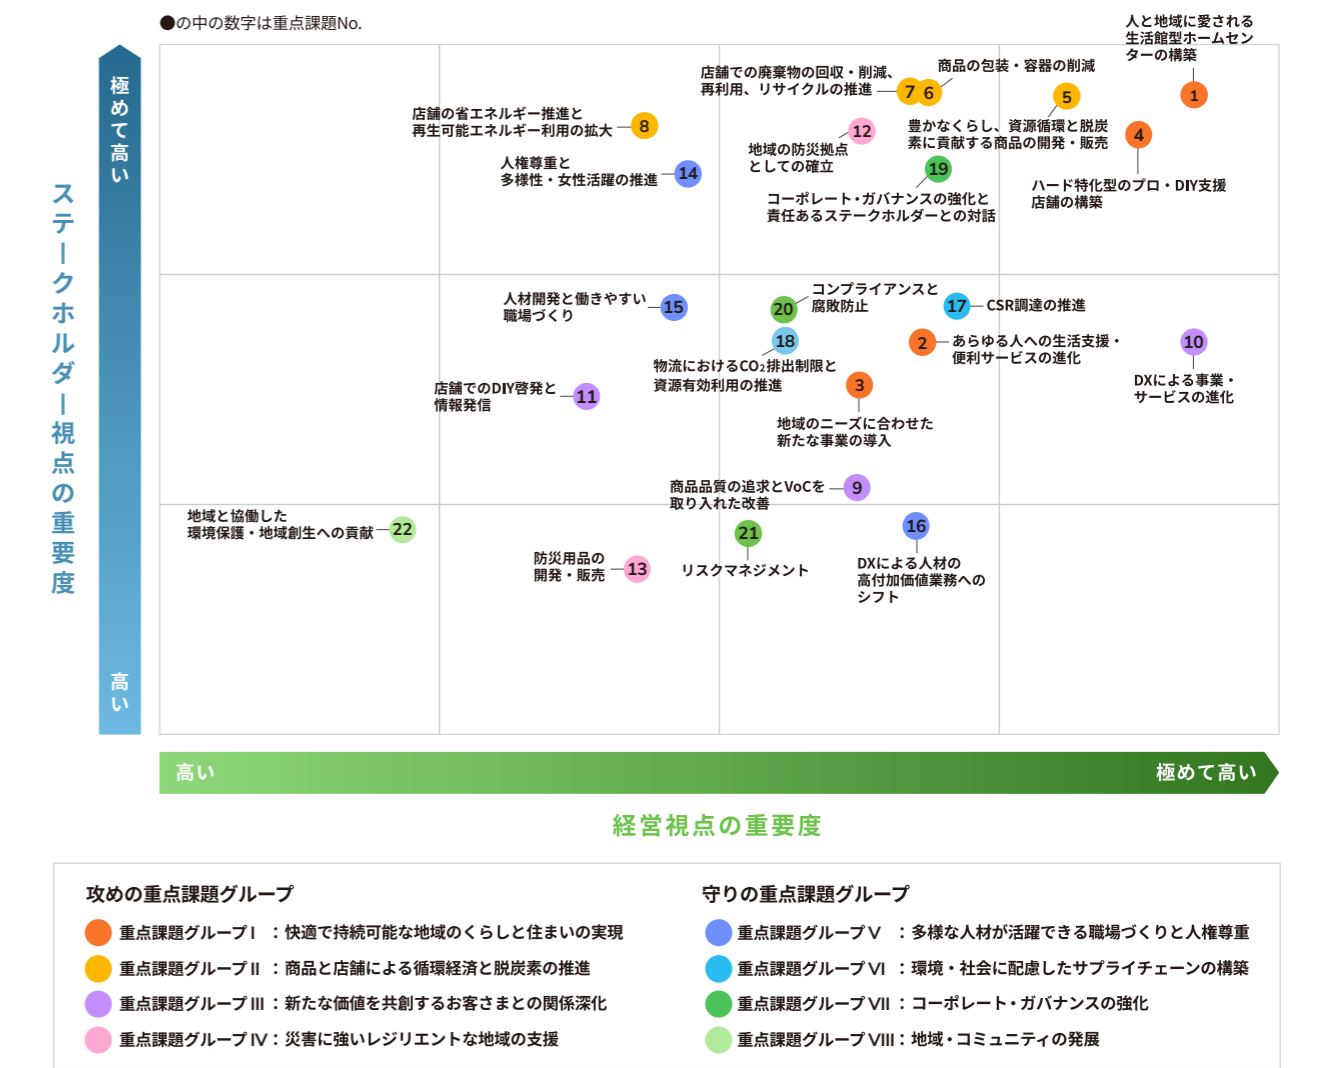 ●の中の数字は重点課題No.
人と地域に愛される
生活館型ホームセン
ターの構築
1
商品の包装・容器の削減
店舗での廃棄物の回収・削減、
再利用、リサイクルの推進
7
6
5
店舗の省エネルギー推進と
再生可能エネルギー利用の拡大
8
12
地域の防災拠点
としての確立
豊かなくらし、資源循環と脱炭
素に貢献する商品の開発・販売
4
人権尊重と
多様性・女性活躍の推進
14
19
コーポレート・ガバナンスの強化と
責任あるステークホルダーとの対話
ハード特化型のプロ・DIY支援
店舗の構築
人材開発と働きやすい
職場づくり
15
コンプライアンスと
腐敗防止
20
17
CSR調達の推進
18
物流におけるCO₂排出制限と
資源有効利用の推進
2
あらゆる人への生活支援・
便利サービスの進化
10
DXによる事業・
サービスの進化
店舗でのDIY啓発と
情報発信
11
3
地域のニーズに合わせた
新たな事業の導入
商品品質の追求とVoCを
取り入れた改善
9
地域と協働した
環境保護・地域創生への貢献
22
防災用品の
開発・販売
13
21
リスクマネジメント
16
DXによる人材の
高付加価値業務への
シフト
極めて高い
高い
ステークホルダー視点の重要度
高い
極めて高い
経営視点の重要度
攻めの重点課題グループ
重点課題グループⅠ：快適で持続可能な地域のくらしと住まいの実現
重点課題グループⅡ：商品と店舗による循環経済と脱炭素の推進
重点課題グループⅢ：新たな価値を共創するお客さまとの関係深化
重点課題グループⅣ：災害に強いレジリエントな地域の支援
守りの重点課題グループ
重点課題グループⅤ：多様な人材が活躍できる職場づくりと人権尊重
重点課題グループⅥ：環境・社会に配慮したサプライチェーンの構築
重点課題グループⅦ：コーポレート・ガバナンスの強化
重点課題グループⅧ：地域・コミュニティの発展